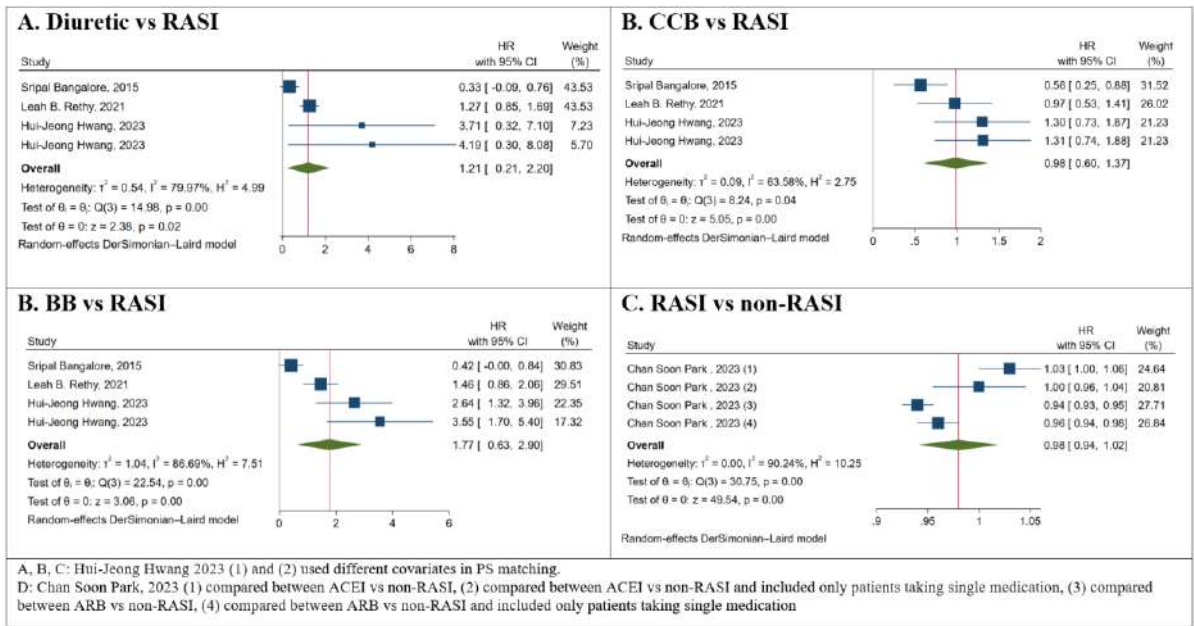 A. Diuretic vs RASI
HR Weight
Study with 95% CI (%)
Sripal Bangalore, 2015 0.33 [ -0.09, 0.76] 43.53
Leah B. Rethy, 2021 1.27 [ 0.85, 1.69] 43.53
Hui-Jeong Hwang, 2023 3.71 [ 0.32, 7.10] 7.23
Hui-Jeong Hwang, 2023 4.19 [ 0.30, 8.08] 5.70
Overall 1.21 [ 0.21, 2.20]
Heterogeneity: τ² = 0.54, I² = 79.97%, H² = 4.99
Test of θᵢ = θⱼ: Q(3) = 14.98, p = 0.00
Test of θ = 0: z = 2.38, p = 0.02
Random-effects DerSimonian–Laird model
0 2 4 6 8
B. CCB vs RASI
HR Weight
Study with 95% CI (%)
Sripal Bangalore, 2015 0.56 [ 0.25, 0.88] 31.52
Leah B. Rethy, 2021 0.97 [ 0.53, 1.41] 26.02
Hui-Jeong Hwang, 2023 1.30 [ 0.73, 1.87] 21.23
Hui-Jeong Hwang, 2023 1.31 [ 0.74, 1.88] 21.23
Overall 0.98 [ 0.60, 1.37]
Heterogeneity: τ² = 0.09, I² = 63.58%, H² = 2.75
Test of θᵢ = θⱼ: Q(3) = 8.24, p = 0.04
Test of θ = 0: z = 5.05, p = 0.00
Random-effects DerSimonian–Laird model
0 .5 1 1.5 2
B. BB vs RASI
HR Weight
Study with 95% CI (%)
Sripal Bangalore, 2015 0.42 [ -0.00, 0.84] 30.83
Leah B. Rethy, 2021 1.46 [ 0.86, 2.06] 29.51
Hui-Jeong Hwang, 2023 2.64 [ 1.32, 3.96] 22.35
Hui-Jeong Hwang, 2023 3.55 [ 1.70, 5.40] 17.32
Overall 1.77 [ 0.63, 2.90]
Heterogeneity: τ² = 1.04, I² = 86.69%, H² = 7.51
Test of θᵢ = θⱼ: Q(3) = 22.54, p = 0.00
Test of θ = 0: z = 3.06, p = 0.00
Random-effects DerSimonian–Laird model
0 2 4 6
C. RASI vs non-RASI
HR Weight
Study with 95% CI (%)
Chan Soon Park , 2023 (1) 1.03 [ 1.00, 1.06] 24.64
Chan Soon Park , 2023 (2) 1.00 [ 0.96, 1.04] 20.81
Chan Soon Park , 2023 (3) 0.94 [ 0.93, 0.95] 27.71
Chan Soon Park , 2023 (4) 0.96 [ 0.94, 0.98] 26.84
Overall 0.98 [ 0.94, 1.02]
Heterogeneity: τ² = 0.00, I² = 90.24%, H² = 10.25
Test of θᵢ = θⱼ: Q(3) = 30.75, p = 0.00
Test of θ = 0: z = 49.54, p = 0.00
.9 .95 1 1.05
Random-effects DerSimonian–Laird model
A, B, C: Hui-Jeong Hwang 2023 (1) and (2) used different covariates in PS matching.
D: Chan Soon Park, 2023 (1) compared between ACEI vs non-RASI, (2) compared between ACEI vs non-RASI and included only patients taking single medication, (3) compared
between ARB vs non-RASI, (4) compared between ARB vs non-RASI and included only patients taking single medication